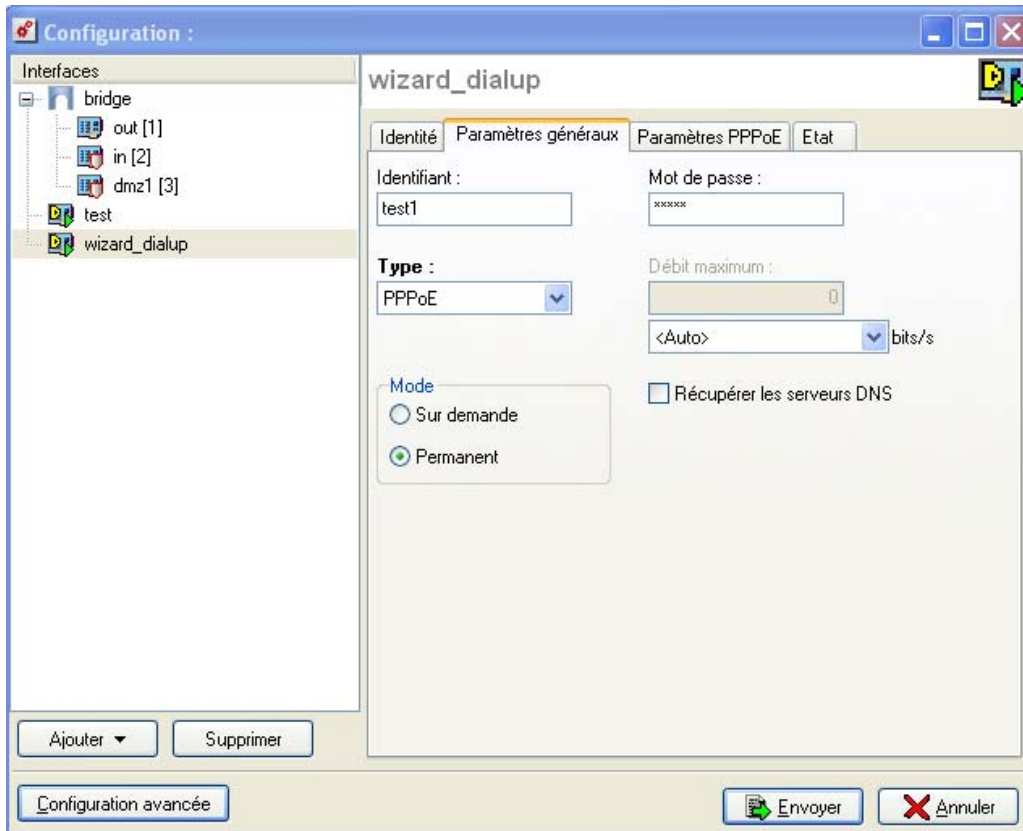 Configuration :
Interfaces
bridge
out [1]
in [2]
dmz1 [3]
test
wizard_dialup
Ajouter
Supprimer
wizard_dialup
Identité
Paramètres généraux
Paramètres PPPoE
Etat
Identifiant :
Mot de passe :
test1
*****
Type :
Débit maximum :
PPPoE
0
<Auto>
bits/s
Mode
Sur demande
Permanent
Récupérer les serveurs DNS
Configuration avancée
Envoyer
Annuler